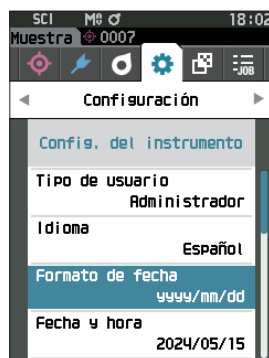 SCI M⌀ 18:02
Muestra 0007
JOB
Configuración
Config. del instrumento
Tipo de usuario
Administrador
Idioma
Español
Formato de fecha
yyyy/mm/dd
Fecha y hora
2024/05/15